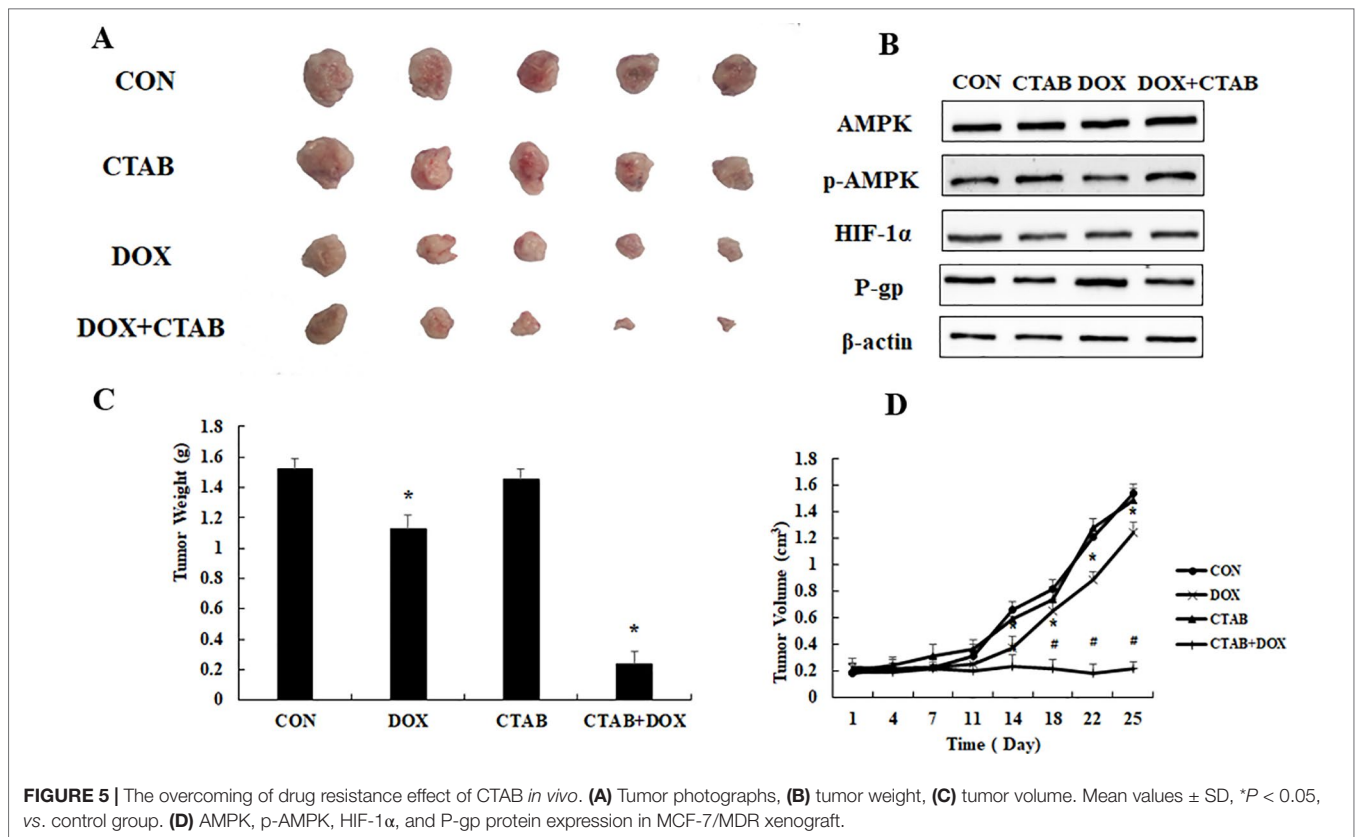 A
CON
CTAB
DOX
DOX+CTAB
B
CON CTAB DOX DOX+CTAB
AMPK
p-AMPK
HIF-1α
P-gp
β-actin
C
Tumor Weight (g)
1.8
1.6
1.4
1.2
1
0.8
0.6
0.4
0.2
0
*
*
CON DOX CTAB CTAB+DOX
D
Tumor Volume (cm³)
1.8
1.6
1.4
1.2
1
0.8
0.6
0.4
0.2
0
* * * *
# # #
1 4 7 11 14 18 22 25
Time ( Day)
CON
DOX
CTAB
CTAB+DOX
FIGURE 5 | The overcoming of drug resistance effect of CTAB in vivo. (A) Tumor photographs, (B) tumor weight, (C) tumor volume. Mean values ± SD, *P < 0.05,
vs. control group. (D) AMPK, p-AMPK, HIF-1α, and P-gp protein expression in MCF-7/MDR xenograft.